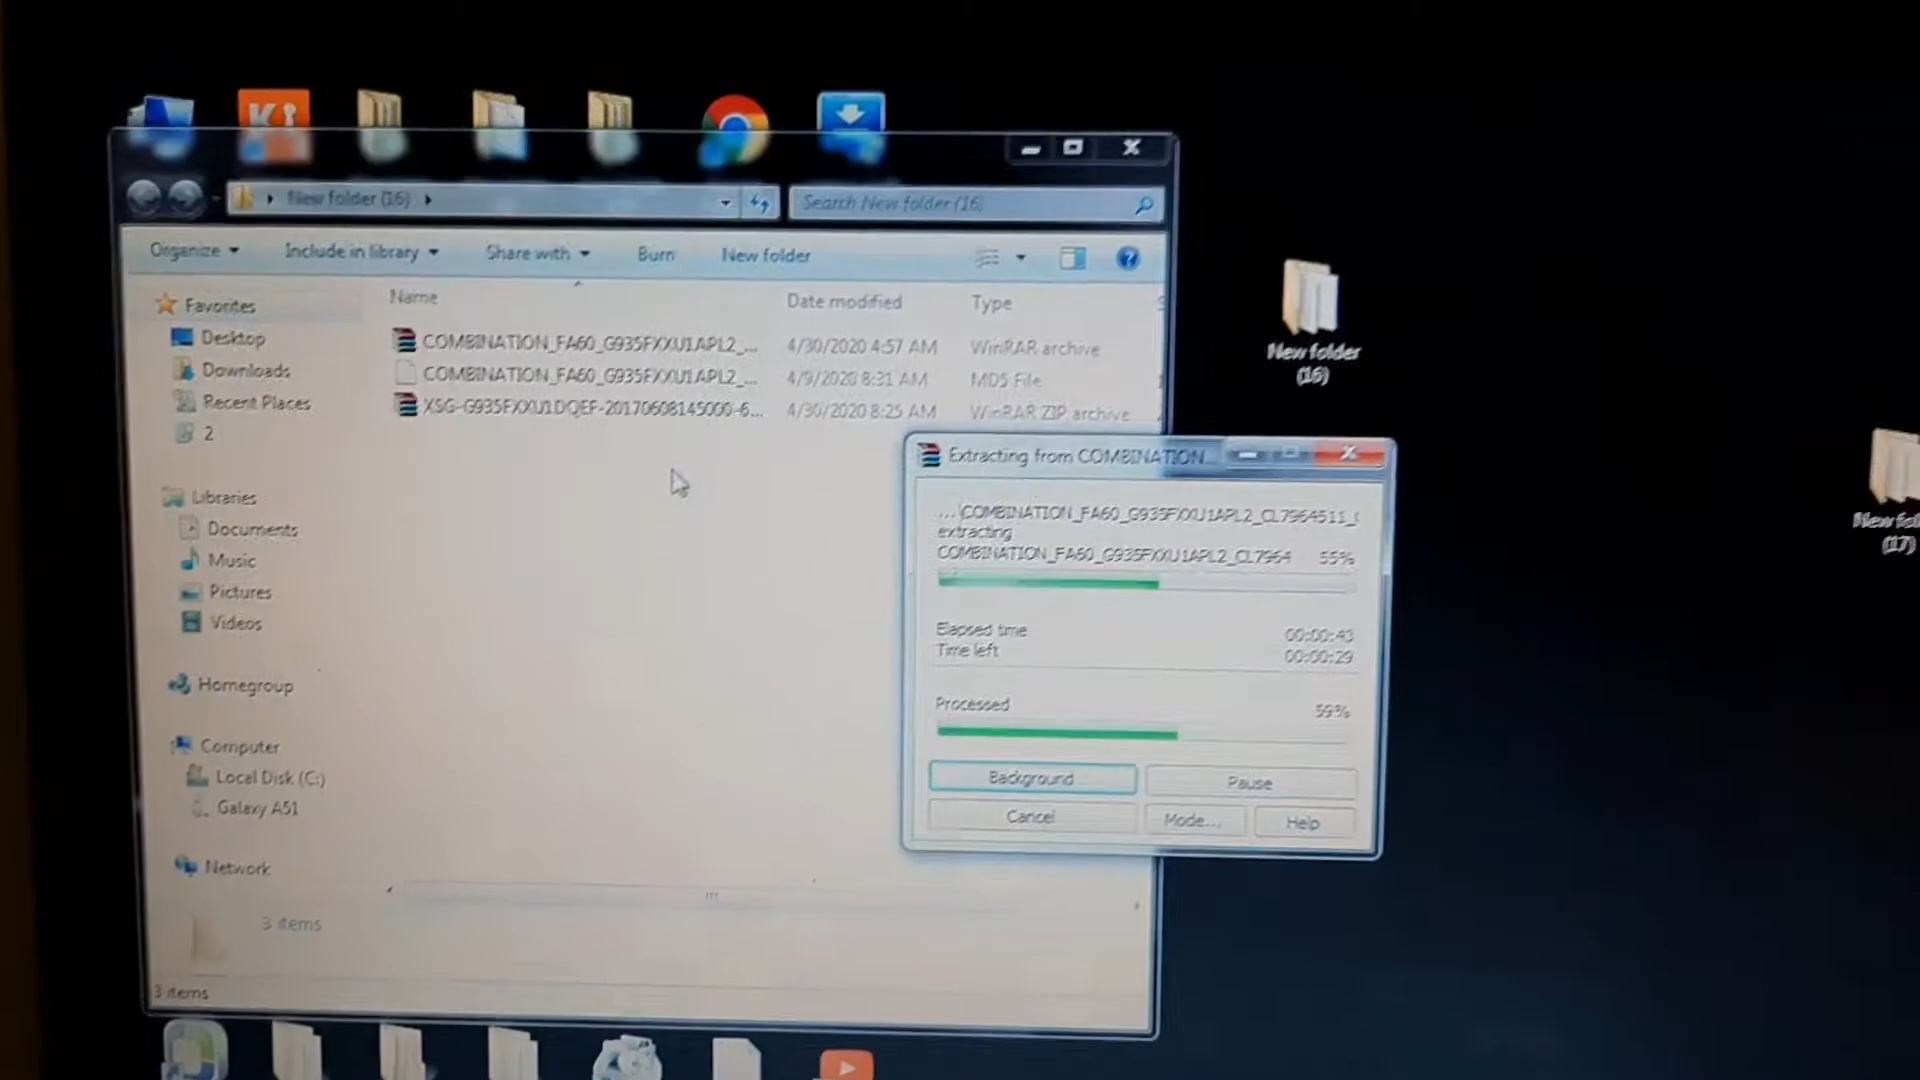 New folder (16)
Search New folder (16)
Organize
Include in library
Share with
Burn
New folder
Name
Date modified
Type
Favorites
Desktop
Downloads
Recent Places
2
Libraries
Documents
Music
Pictures
Videos
Homegroup
Computer
Local Disk (C:)
Galaxy A51
Network
COMBINATION_FA60_G935FXXU1APL2_... 4/30/2020 4:57 AM WinRAR archive
COMBINATION_FA60_G935FXXU1APL2_... 4/9/2020 8:31 AM MD5 File
XSG-G935FXXU1DQEF-20170608145000-6... 4/30/2020 8:25 AM WinRAR ZIP archive
3 items
3 items
Extracting from COMBINATION...
... \COMBINATION_FA60_G935FXXU1APL2_CL7964511_
extracting
COMBINATION_FA60_G935FXXU1APL2_CL7964 55%
Elapsed time 00:00:43
Time left 00:00:29
Processed 59%
Background
Pause
Cancel
Mode...
Help
New folder
(16)
New fol
(17)